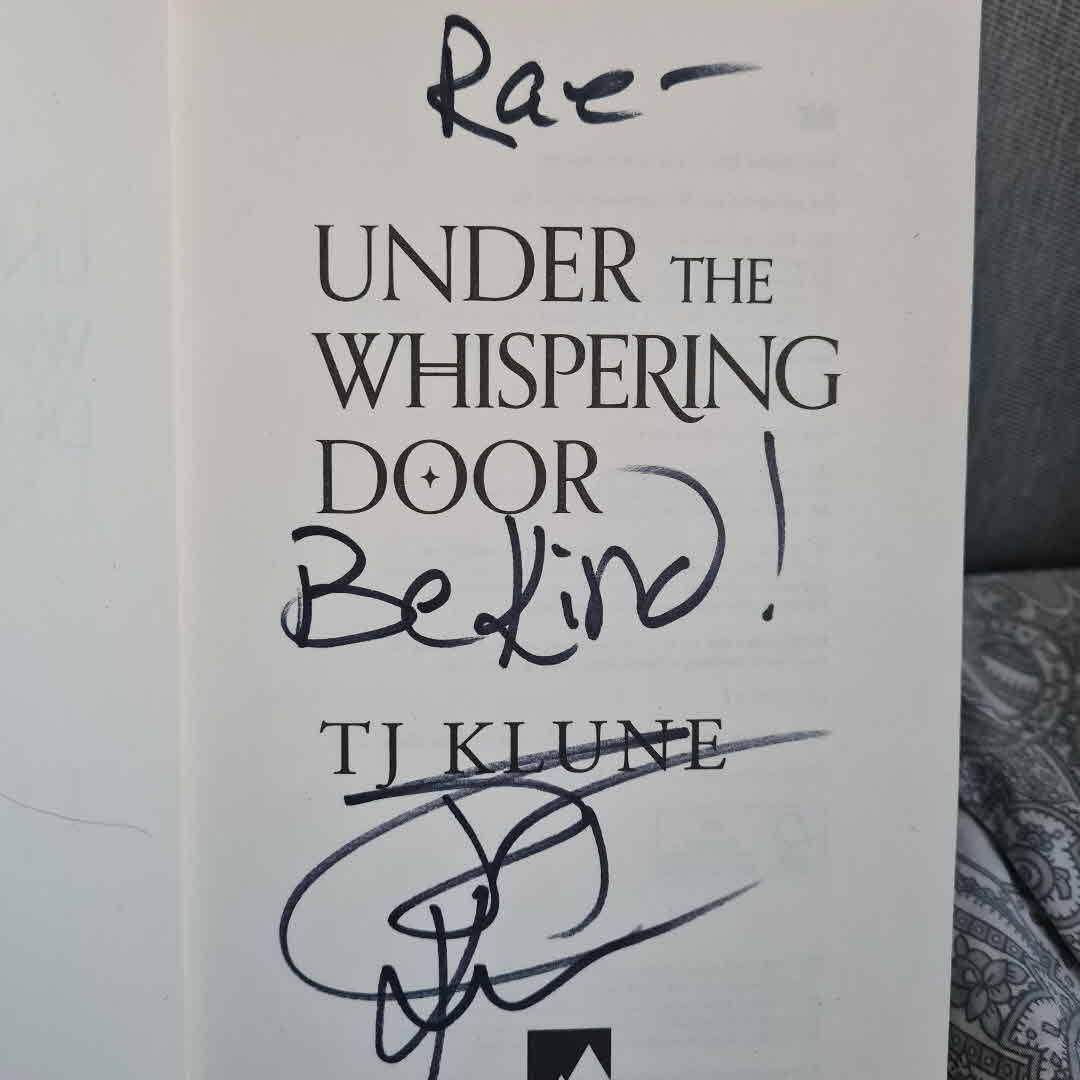 Rae-
UNDER THE
WHISPERING
DOOR
Be Kind!
TJ KLUNE